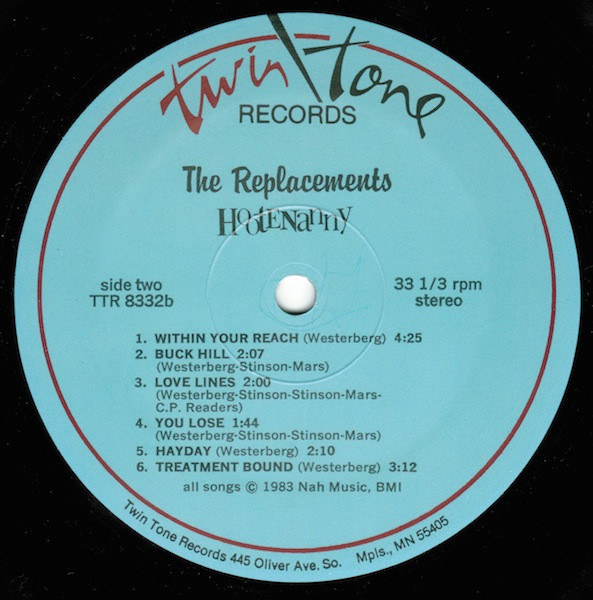 twin tone
RECORDS
The Replacements
Hootenanny
side two
TTR 8332b
33 1/3 rpm
stereo
1. WITHIN YOUR REACH (Westerberg) 4:25
2. BUCK HILL 2:07
(Westerberg-Stinson-Mars)
3. LOVE LINES 2:00
(Westerberg-Stinson-Stinson-Mars-
C.P. Readers)
4. YOU LOSE 1:44
(Westerberg-Stinson-Stinson-Mars)
5. HAYDAY (Westerberg) 2:10
6. TREATMENT BOUND (Westerberg) 3:12
all songs © 1983 Nah Music, BMI
Twin Tone Records 445 Oliver Ave. So. Mpls., MN 55405